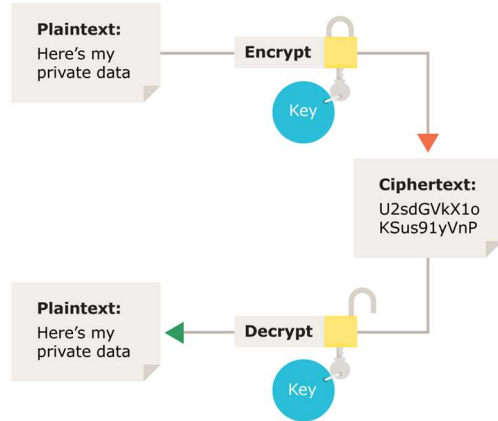 Plaintext:
Here's my
private data
Encrypt
Key
Ciphertext:
U2sdGVkX1o
KSus91yVnP
Plaintext:
Here's my
private data
Decrypt
Key